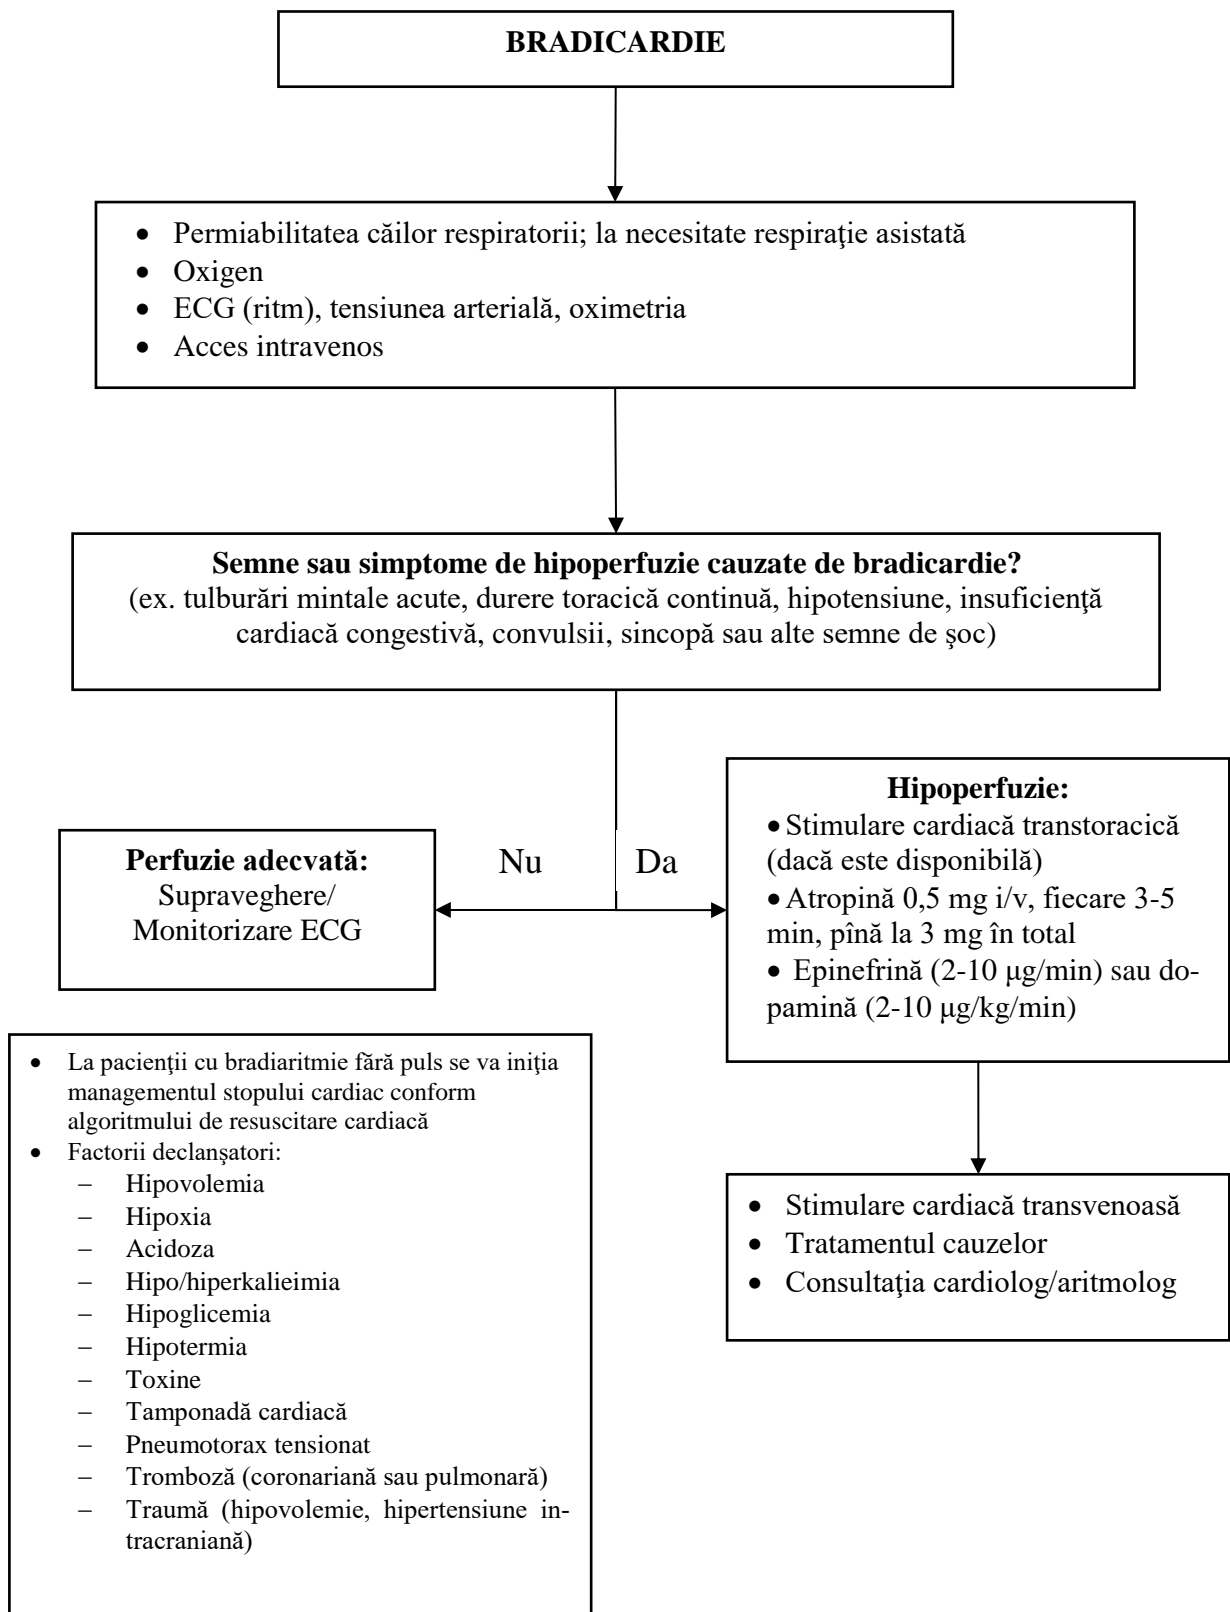 BRADICARDIE
• Permiabilitatea căilor respiratorii; la necesitate respiraţie asistată
• Oxigen
• ECG (ritm), tensiunea arterială, oximetria
• Acces intravenos
Semne sau simptome de hipoperfuzie cauzate de bradicardie?
(ex. tulburări mintale acute, durere toracică continuă, hipotensiune, insuficienţă
cardiacă congestivă, convulsii, sincopă sau alte semne de şoc)
Perfuzie adecvată:
Supraveghere/
Monitorizare ECG
Nu
Da
Hipoperfuzie:
• Stimulare cardiacă transtoracică
(dacă este disponibilă)
• Atropină 0,5 mg i/v, fiecare 3-5
min, pînă la 3 mg în total
• Epinefrină (2-10 μg/min) sau do-
pamină (2-10 μg/kg/min)
• La pacienţii cu bradiaritmie fără puls se va iniţia
managementul stopului cardiac conform
algoritmului de resuscitare cardiacă
• Factorii declanşatori:
– Hipovolemia
– Hipoxia
– Acidoza
– Hipo/hiperkalieimia
– Hipoglicemia
– Hipotermia
– Toxine
– Tamponadă cardiacă
– Pneumotorax tensionat
– Tromboză (coronariană sau pulmonară)
– Traumă (hipovolemie, hipertensiune in-
tracraniană)
• Stimulare cardiacă transvenoasă
• Tratamentul cauzelor
• Consultaţia cardiolog/aritmolog